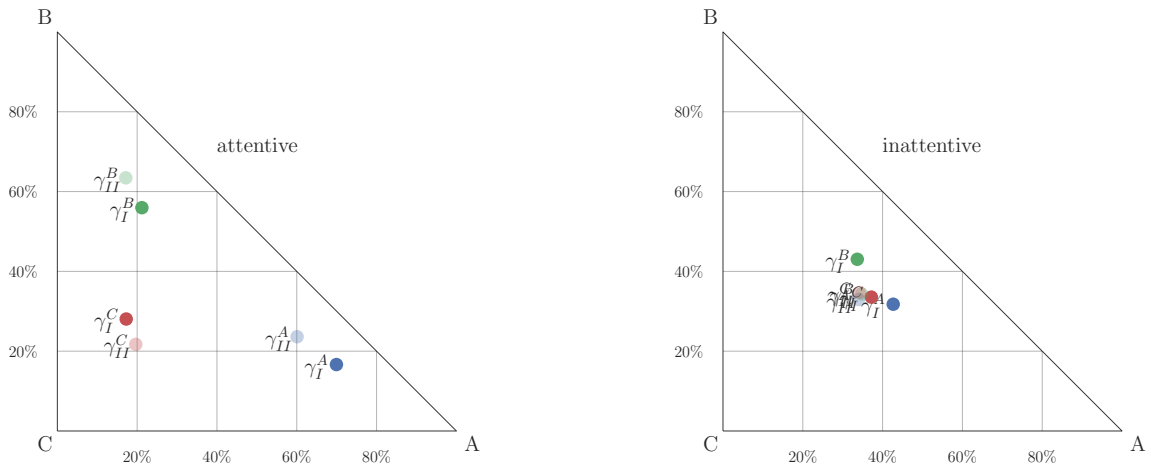 B
80%
attentive
γ_II^B
60%
γ_I^B
40%
γ_I^C
γ_II^C
γ_II^A
20%
γ_I^A
C
A
20% 40% 60% 80%
B
80%
inattentive
60%
γ_I^B
40%
γ_I^A
20%
C
A
20% 40% 60% 80%